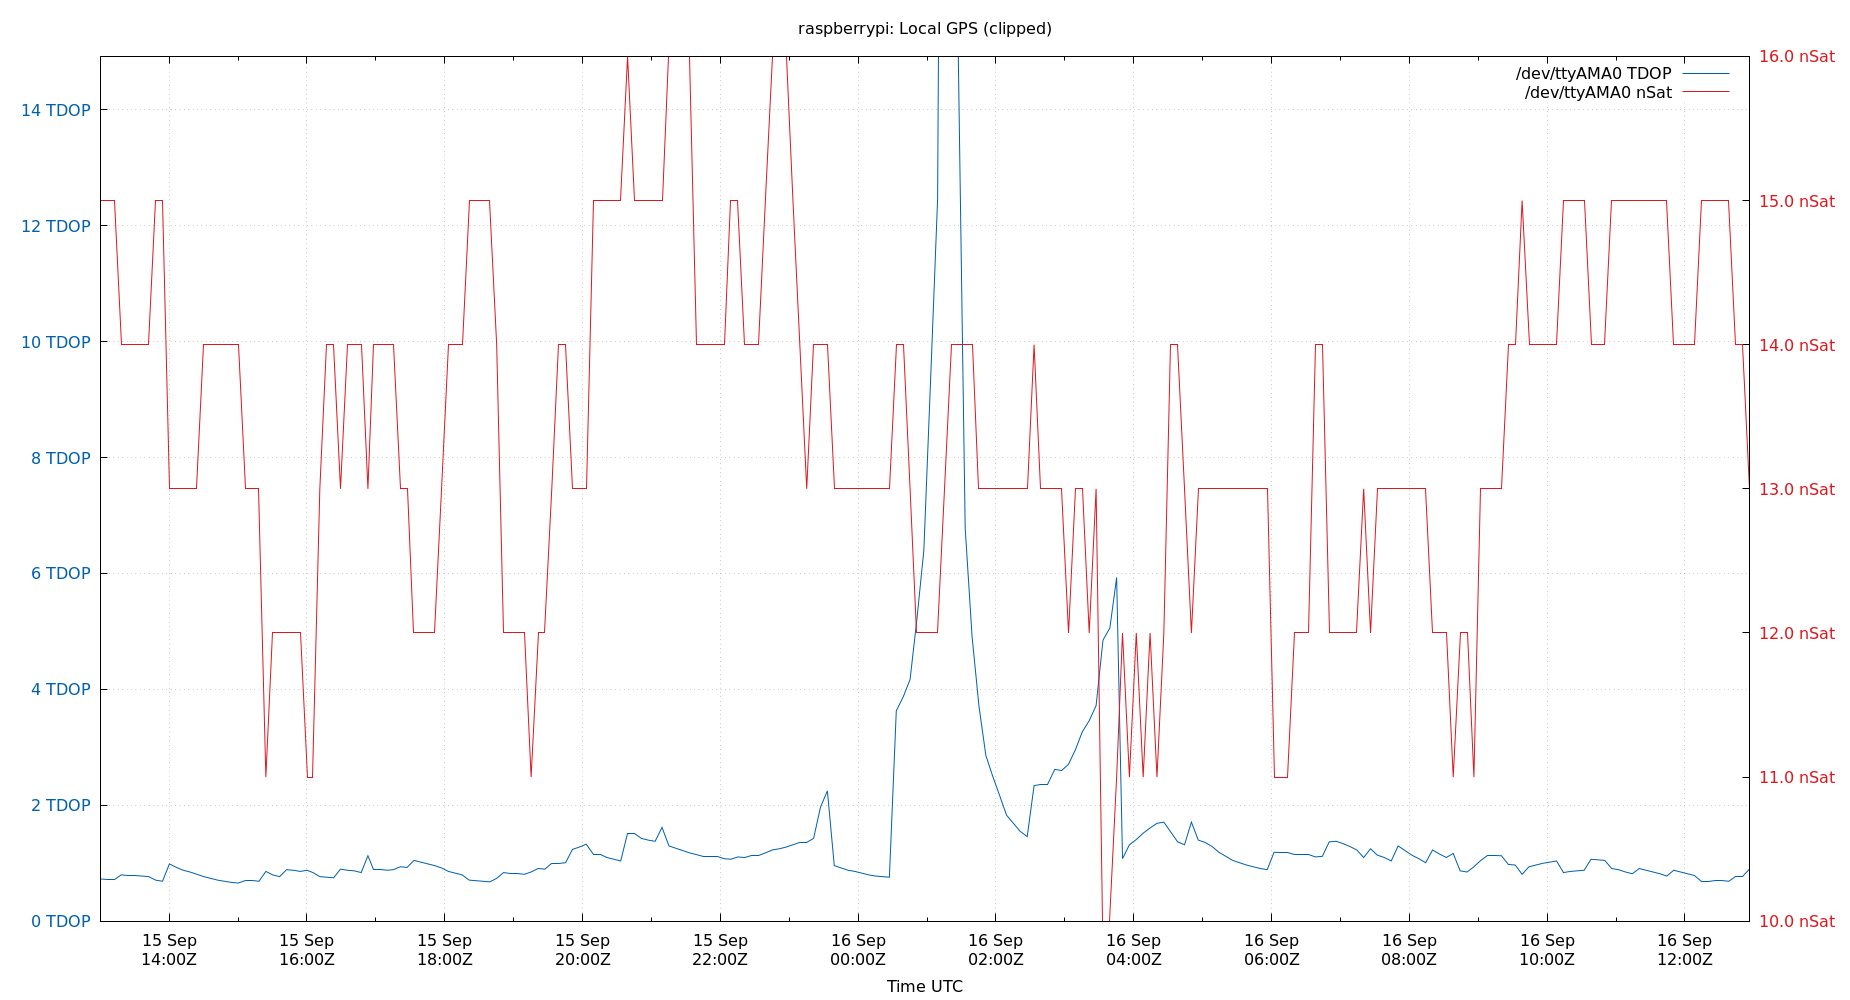 raspberrypi: Local GPS (clipped)
/dev/ttyAMA0 TDOP
/dev/ttyAMA0 nSat
14 TDOP
12 TDOP
10 TDOP
8 TDOP
6 TDOP
4 TDOP
2 TDOP
0 TDOP
16.0 nSat
15.0 nSat
14.0 nSat
13.0 nSat
12.0 nSat
11.0 nSat
10.0 nSat
15 Sep
14:00Z
15 Sep
16:00Z
15 Sep
18:00Z
15 Sep
20:00Z
15 Sep
22:00Z
16 Sep
00:00Z
16 Sep
02:00Z
16 Sep
04:00Z
16 Sep
06:00Z
16 Sep
08:00Z
16 Sep
10:00Z
16 Sep
12:00Z
Time UTC